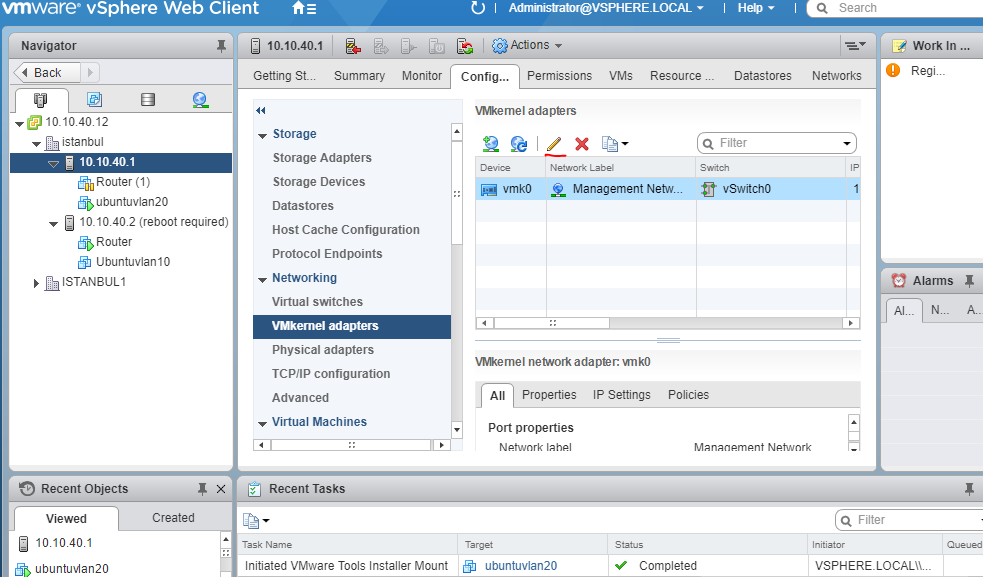 vmware® vSphere Web Client
Administrator@VSPHERE.LOCAL
Help
Search
Navigator
Back
10.10.40.12
istanbul
10.10.40.1
Router (1)
ubuntuvlan20
10.10.40.2 (reboot required)
Router
Ubuntuvlan10
ISTANBUL1
10.10.40.1
Actions
Getting St... Summary Monitor Config... Permissions VMs Resource ... Datastores Networks
Storage
Storage Adapters
Storage Devices
Datastores
Host Cache Configuration
Protocol Endpoints
Networking
Virtual switches
VMkernel adapters
Physical adapters
TCP/IP configuration
Advanced
Virtual Machines
VMkernel adapters
Filter
Device Network Label Switch IP
vmk0 Management Netw... vSwitch0 1
VMkernel network adapter: vmk0
All Properties IP Settings Policies
Port properties
Network label Management Network
Work In ...
Regi...
Alarms
Al... N... A...
Recent Objects
Viewed Created
10.10.40.1
ubuntuvlan20
Recent Tasks
Filter
Task Name Target Status Initiator Queued
Initiated VMware Tools Installer Mount ubuntuvlan20 Completed VSPHERE.LOCAL\\...